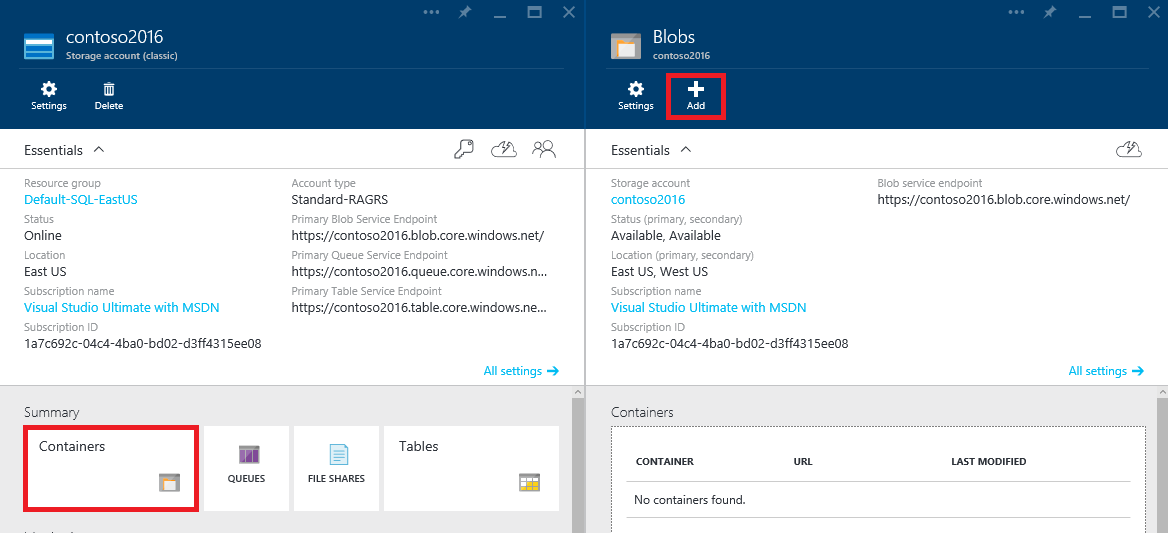 contoso2016
Storage account (classic)
Settings
Delete
Essentials
Resource group
Default-SQL-EastUS
Status
Online
Location
East US
Subscription name
Visual Studio Ultimate with MSDN
Subscription ID
1a7c692c-04c4-4ba0-bd02-d3ff4315ee08
Account type
Standard-RAGRS
Primary Blob Service Endpoint
https://contoso2016.blob.core.windows.net/
Primary Queue Service Endpoint
https://contoso2016.queue.core.windows.n...
Primary Table Service Endpoint
https://contoso2016.table.core.windows.ne...
All settings
Summary
Containers
QUEUES
FILE SHARES
Tables
Blobs
contoso2016
Settings
Add
Essentials
Storage account
contoso2016
Status (primary, secondary)
Available, Available
Location (primary, secondary)
East US, West US
Subscription name
Visual Studio Ultimate with MSDN
Subscription ID
1a7c692c-04c4-4ba0-bd02-d3ff4315ee08
Blob service endpoint
https://contoso2016.blob.core.windows.net/
All settings
Containers
CONTAINER URL LAST MODIFIED
No containers found.